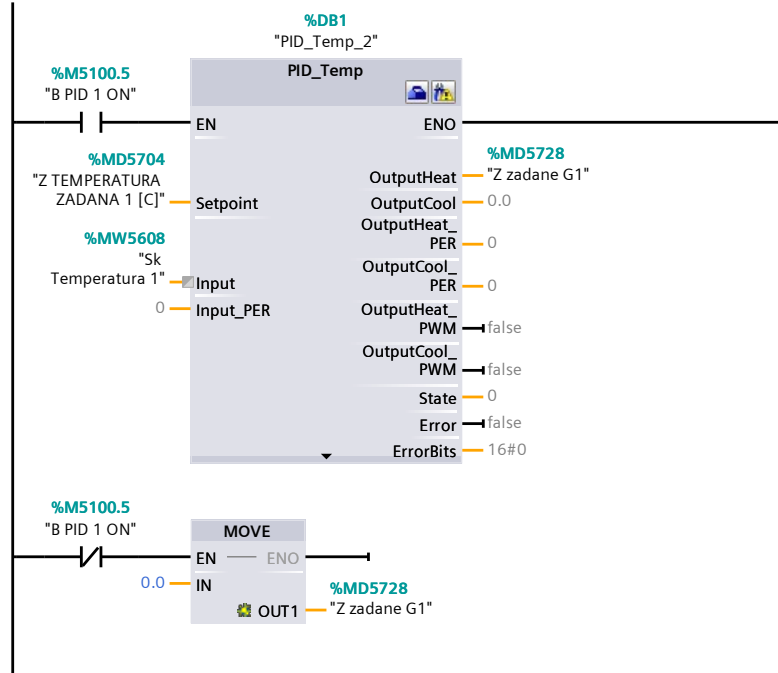 %DB1
"PID_Temp_2"
%M5100.5
"B PID 1 ON"
PID_Temp
EN
ENO
%MD5704
"Z TEMPERATURA
ZADANA 1 [C]"
Setpoint
%MW5608
"Sk
Temperatura 1"
Input
0
Input_PER
OutputHeat
%MD5728
"Z zadane G1"
OutputCool
0.0
OutputHeat_
PER
0
OutputCool_
PER
0
OutputHeat_
PWM
false
OutputCool_
PWM
false
State
0
Error
false
ErrorBits
16#0
%M5100.5
"B PID 1 ON"
MOVE
EN
ENO
0.0
IN
OUT1
%MD5728
"Z zadane G1"